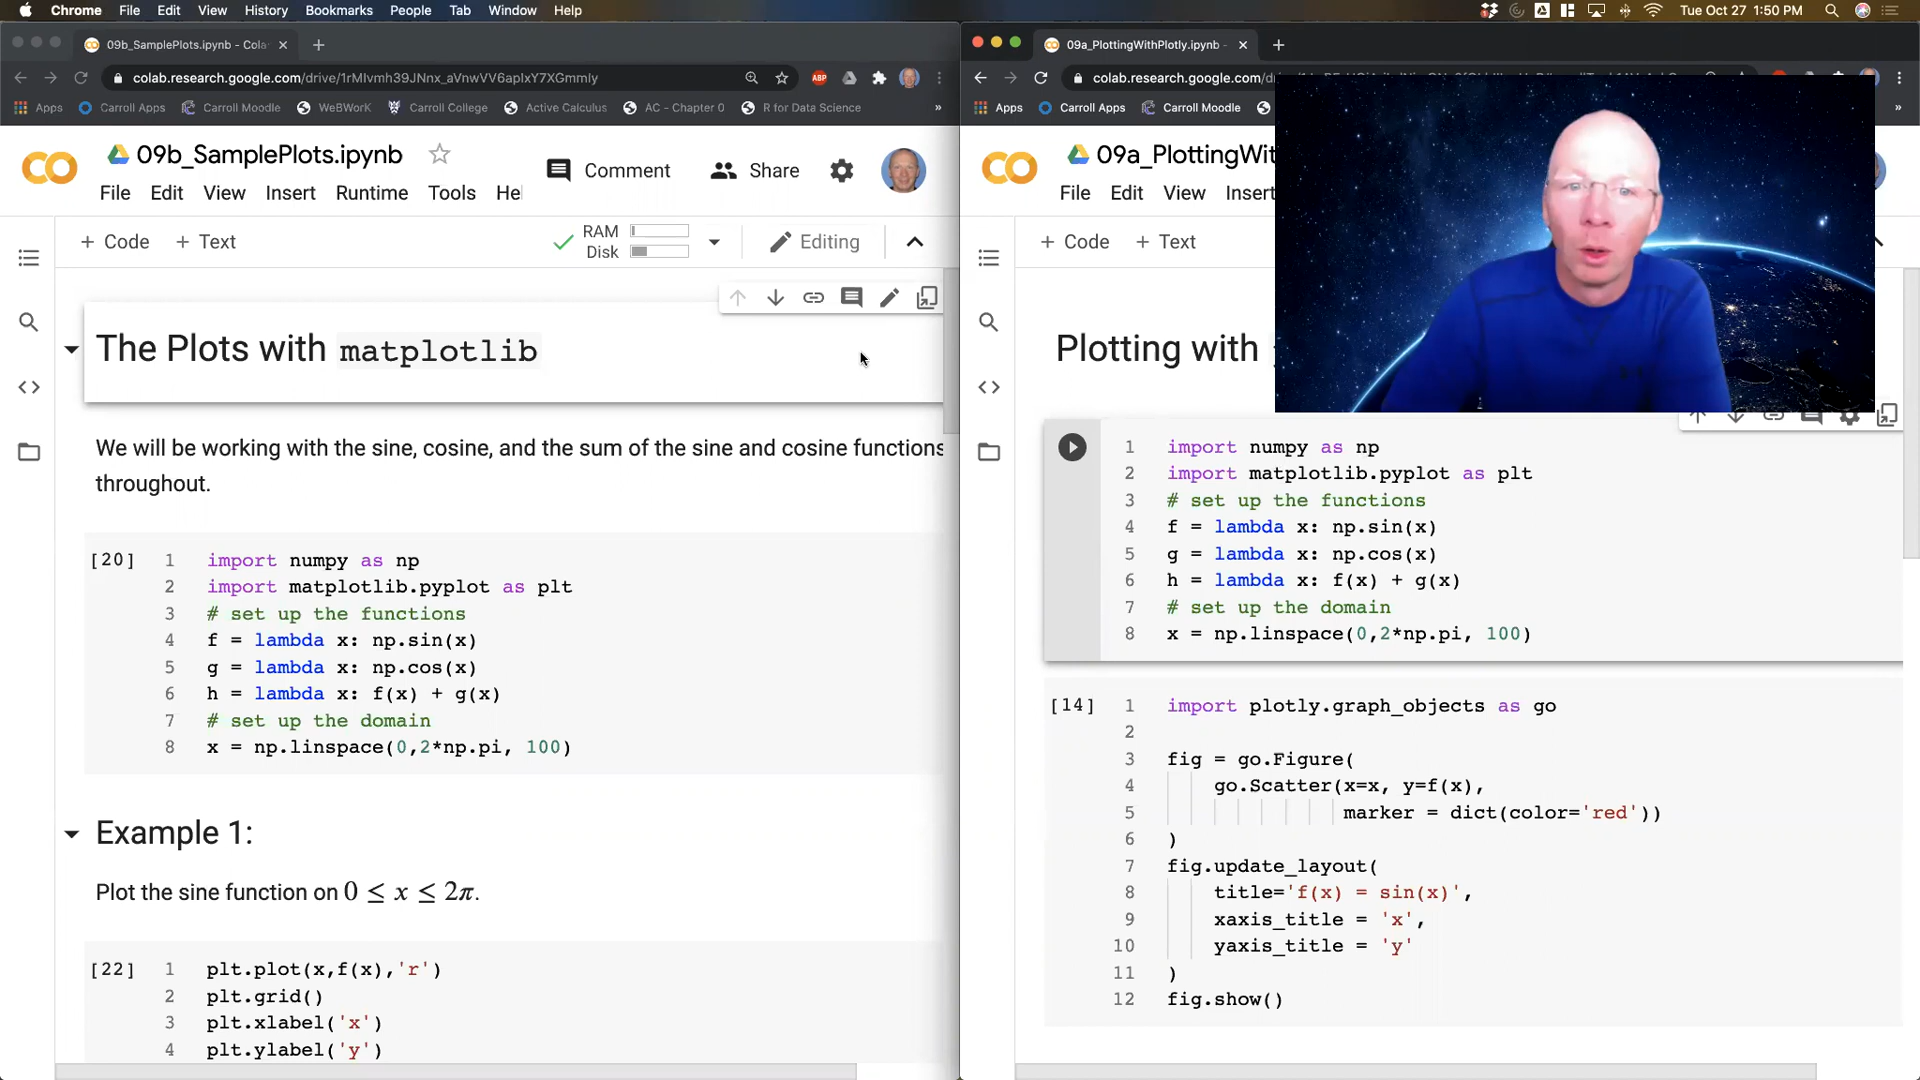 Chrome File Edit View History Bookmarks People Tab Window Help
Tue Oct 27 1:50 PM
09b_SamplePlots.ipynb - Cola
colab.research.google.com/drive/1rMIvmh39JNnx_aVnwVV6aplxY7XGmmly
ABP
Apps Carroll Apps Carroll Moodle WeBWorK Carroll College Active Calculus AC - Chapter 0 R for Data Science »
09b_SamplePlots.ipynb
Comment Share
File Edit View Insert Runtime Tools He
+ Code + Text
RAM
Disk
Editing
The Plots with matplotlib
We will be working with the sine, cosine, and the sum of the sine and cosine functions
throughout.
[20]
1 import numpy as np
2 import matplotlib.pyplot as plt
3 # set up the functions
4 f = lambda x: np.sin(x)
5 g = lambda x: np.cos(x)
6 h = lambda x: f(x) + g(x)
7 # set up the domain
8 x = np.linspace(0,2*np.pi, 100)
Example 1:
Plot the sine function on 0 ≤ x ≤ 2π.
[22]
1 plt.plot(x,f(x),'r')
2 plt.grid()
3 plt.xlabel('x')
4 plt.ylabel('y')
09a_PlottingWithPlotly.ipynb -
colab.research.google.com/
Apps Carroll Apps Carroll Moodle »
09a_PlottingWit
File Edit View Insert
+ Code + Text
Plotting with
1 import numpy as np
2 import matplotlib.pyplot as plt
3 # set up the functions
4 f = lambda x: np.sin(x)
5 g = lambda x: np.cos(x)
6 h = lambda x: f(x) + g(x)
7 # set up the domain
8 x = np.linspace(0,2*np.pi, 100)
[14]
1 import plotly.graph_objects as go
2
3 fig = go.Figure(
4 go.Scatter(x=x, y=f(x),
5 marker = dict(color='red'))
6 )
7 fig.update_layout(
8 title='f(x) = sin(x)',
9 xaxis_title = 'x',
10 yaxis_title = 'y'
11 )
12 fig.show()